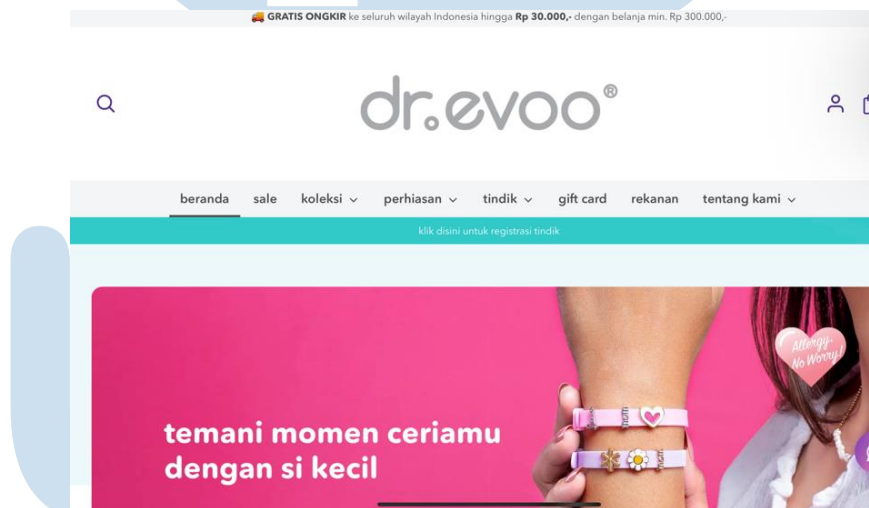 🚚 GRATIS ONGKIR ke seluruh wilayah Indonesia hingga Rp 30.000,- dengan belanja min. Rp 300.000,-
dr.evoo®
beranda sale koleksi perhiasan tindik gift card rekanan tentang kami
klik disini untuk registrasi tindik
Allergy-
No Worry!
temani momen ceriamu
dengan si kecil